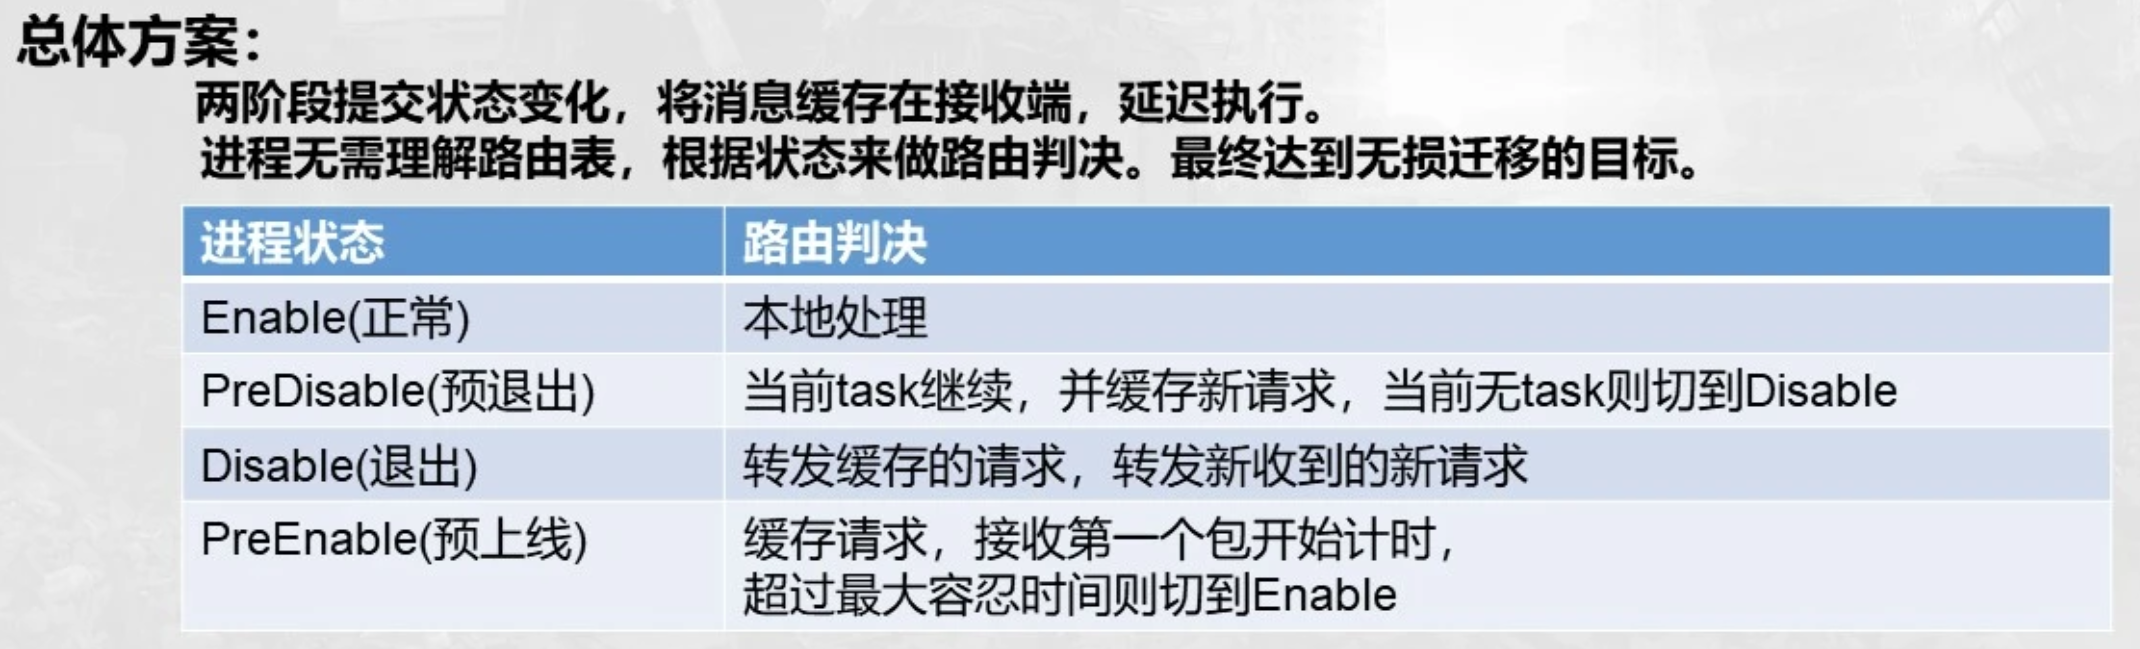 总体方案：
两阶段提交状态变化，将消息缓存在接收端，延迟执行。
进程无需理解路由表，根据状态来做路由判决。最终达到无损迁移的目标。
进程状态 路由判决
Enable(正常) 本地处理
PreDisable(预退出) 当前task继续，并缓存新请求，当前无task则切到Disable
Disable(退出) 转发缓存的请求，转发新收到的新请求
PreEnable(预上线) 缓存请求，接收第一个包开始计时，
超过最大容忍时间则切到Enable